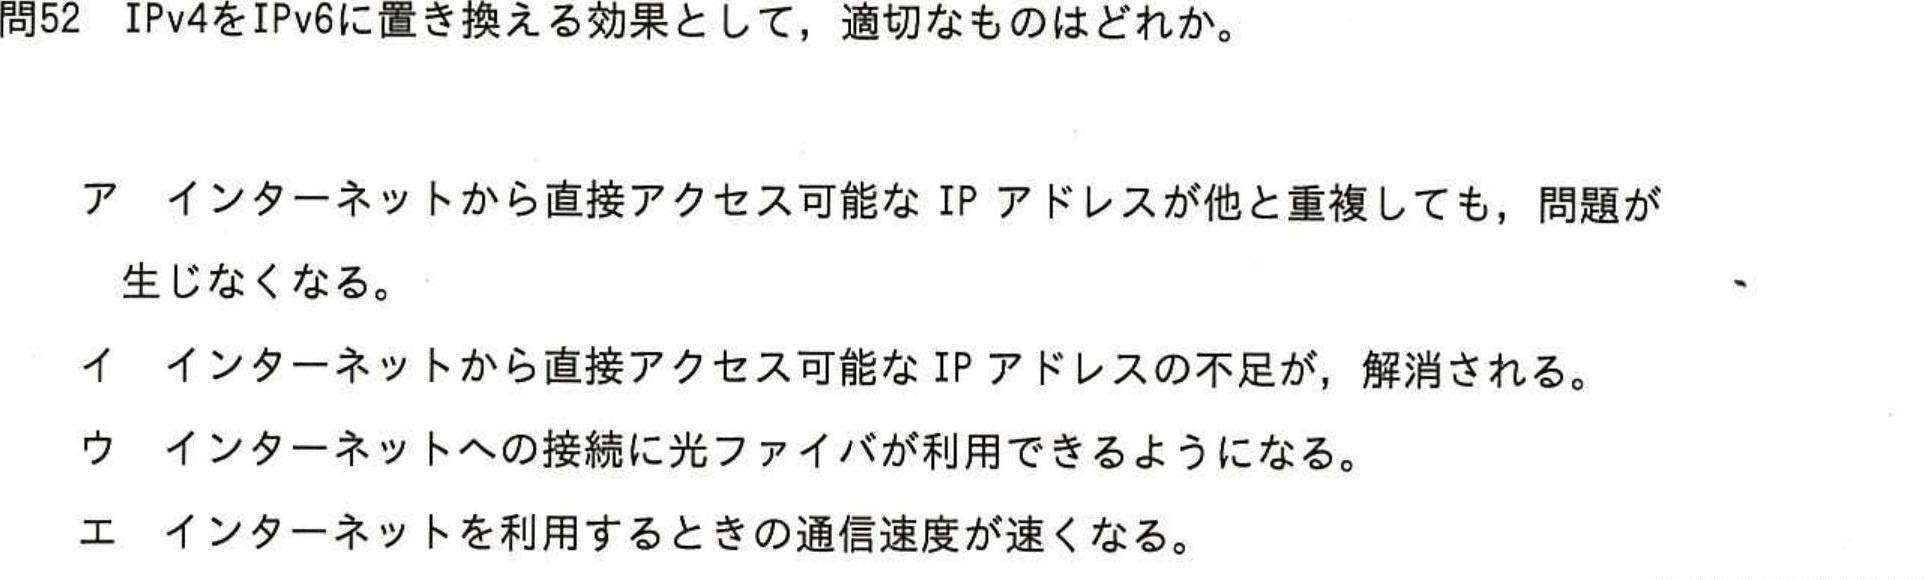 問52 IPv4をIPv6に置き換える効果として，適切なものはどれか。
ア インターネットから直接アクセス可能な IP アドレスが他と重複しても，問題が
生じなくなる。
イ インターネットから直接アクセス可能な IP アドレスの不足が，解消される。
ウ インターネットへの接続に光ファイバが利用できるようになる。
エ インターネットを利用するときの通信速度が速くなる。